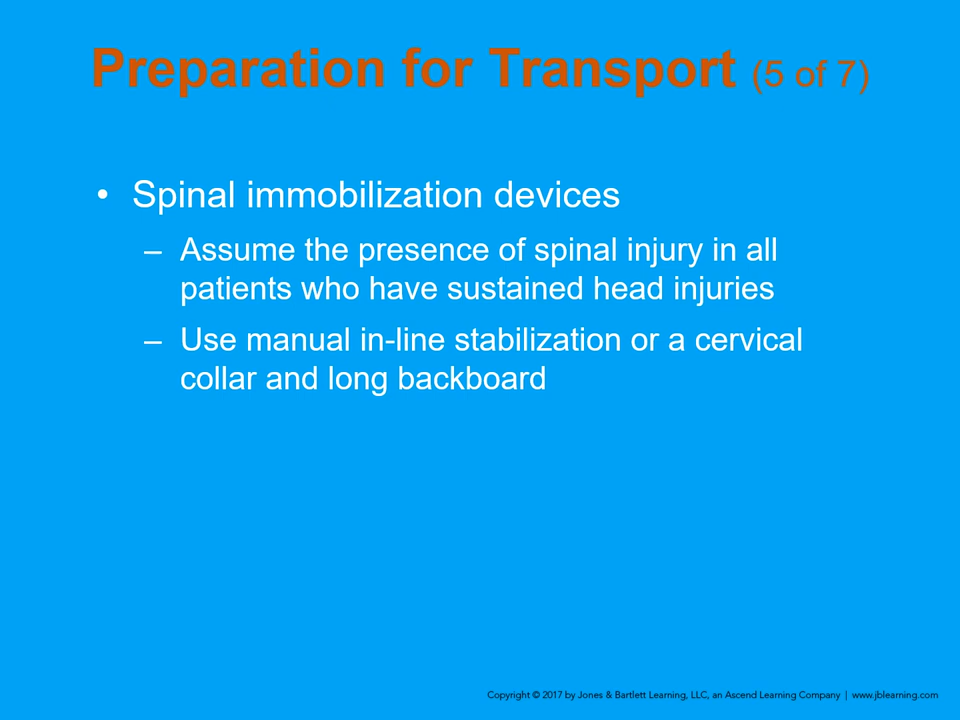 Preparation for Transport (5 of 7)
• Spinal immobilization devices
– Assume the presence of spinal injury in all
patients who have sustained head injuries
– Use manual in-line stabilization or a cervical
collar and long backboard
Copyright © 2017 by Jones & Bartlett Learning, LLC, an Ascend Learning Company | www.jblearning.com